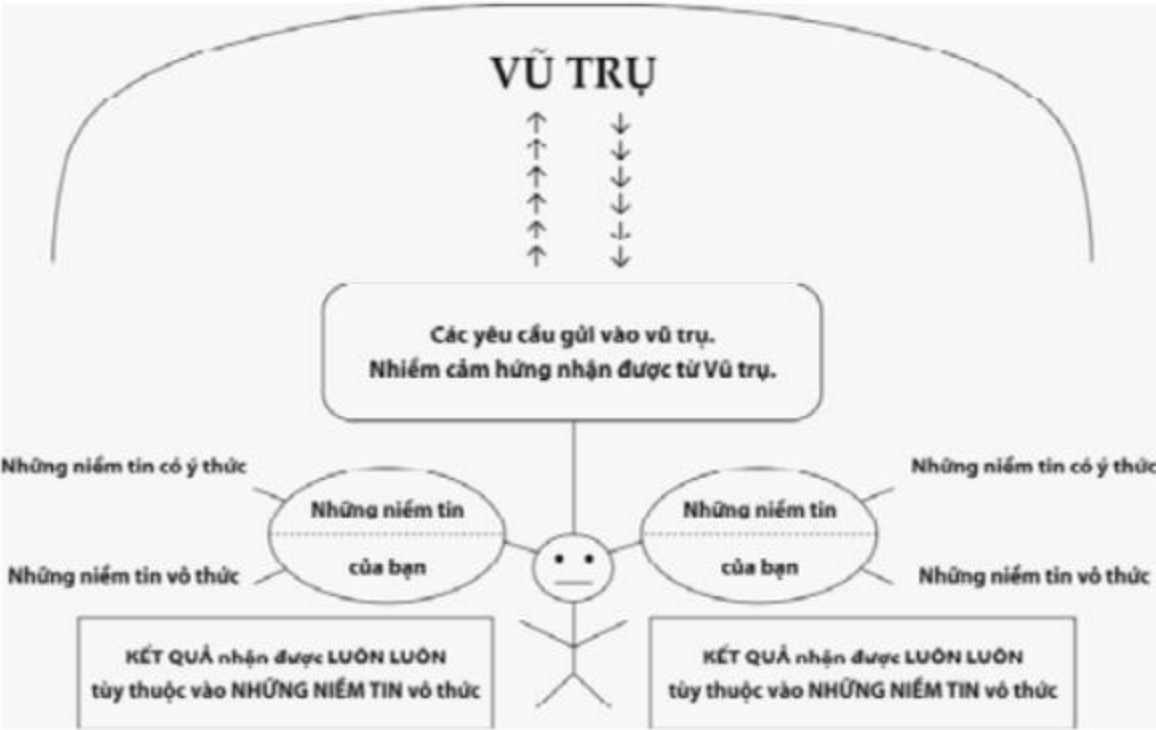 VŨ TRỤ
Các yêu cầu gửi vào vũ trụ.
Nhiềm cảm hứng nhận được từ Vũ trụ.
Những niềm tin có ý thức
Những niềm tin có ý thức
Những niềm tin
của bạn
Những niềm tin
của bạn
Những niềm tin vô thức
Những niềm tin vô thức
KẾT QUẢ nhận được LUÔN LUÔN
tùy thuộc vào NHỮNG NIỀM TIN vô thức
KẾT QUẢ nhận được LUÔN LUÔN
tùy thuộc vào NHỮNG NIỀM TIN vô thức